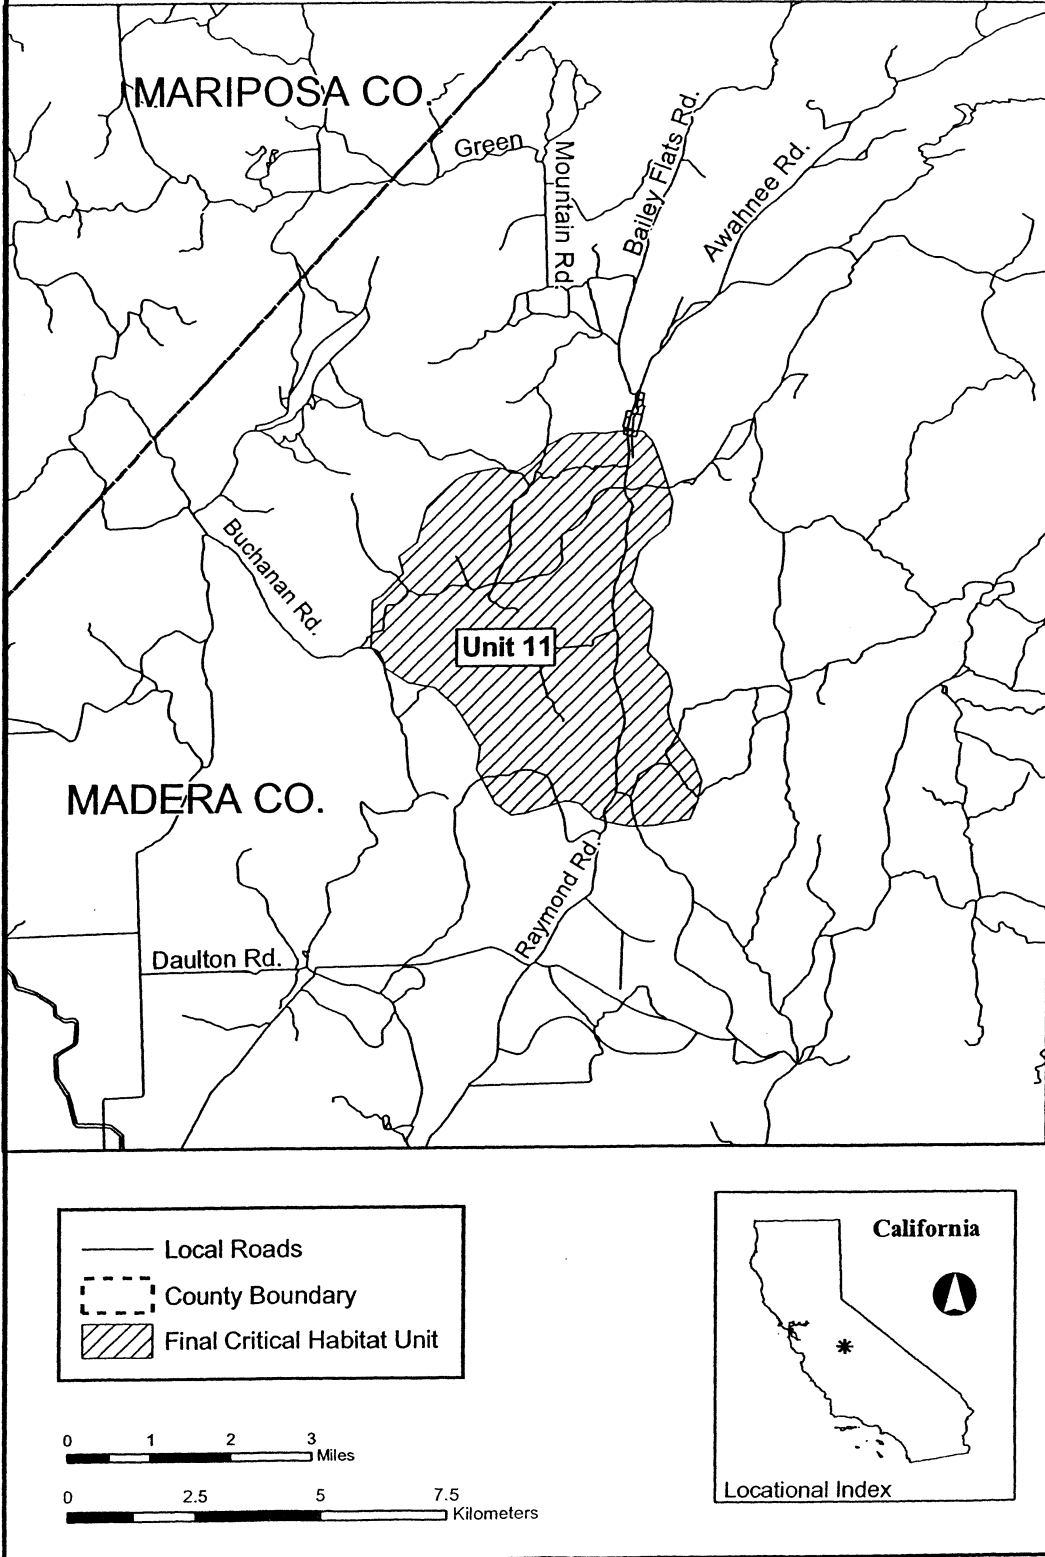 MARIPOSA CO.
Green
Mountain Rd.
Bailey Flats Rd.
Awahnee Rd.
Buchanan Rd.
Unit 11
MADERA CO.
Raymond Rd.
Daulton Rd.
Local Roads
County Boundary
Final Critical Habitat Unit
0 1 2 3
Miles
0 2.5 5 7.5
Kilometers
California
Locational Index